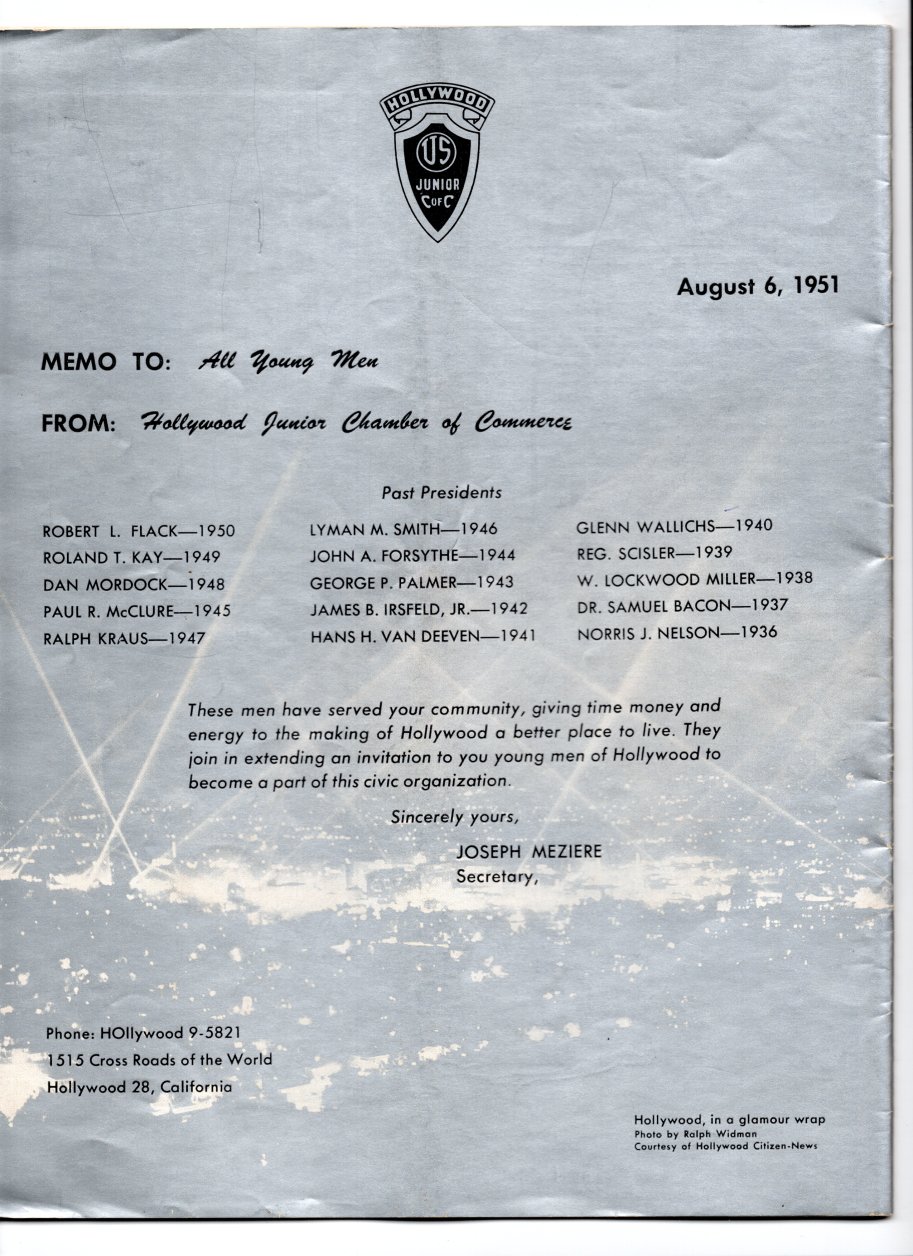 HOLLYWOOD
US
JUNIOR
C OF C
August 6, 1951
MEMO TO: All Young Men
FROM: Hollywood Junior Chamber of Commerce
Past Presidents
ROBERT L. FLACK—1950
ROLAND T. KAY—1949
DAN MORDOCK—1948
PAUL R. McCLURE—1945
RALPH KRAUS—1947
LYMAN M. SMITH—1946
JOHN A. FORSYTHE—1944
GEORGE P. PALMER—1943
JAMES B. IRSFELD, JR.—1942
HANS H. VAN DEEVEN—1941
GLENN WALLICHS—1940
REG. SCISLER—1939
W. LOCKWOOD MILLER—1938
DR. SAMUEL BACON—1937
NORRIS J. NELSON—1936
These men have served your community, giving time money and
energy to the making of Hollywood a better place to live. They
join in extending an invitation to you young men of Hollywood to
become a part of this civic organization.
Sincerely yours,
JOSEPH MEZIERE
Secretary,
Phone: HOllywood 9-5821
1515 Cross Roads of the World
Hollywood 28, California
Hollywood, in a glamour wrap
Photo by Ralph Widman
Courtesy of Hollywood Citizen-News